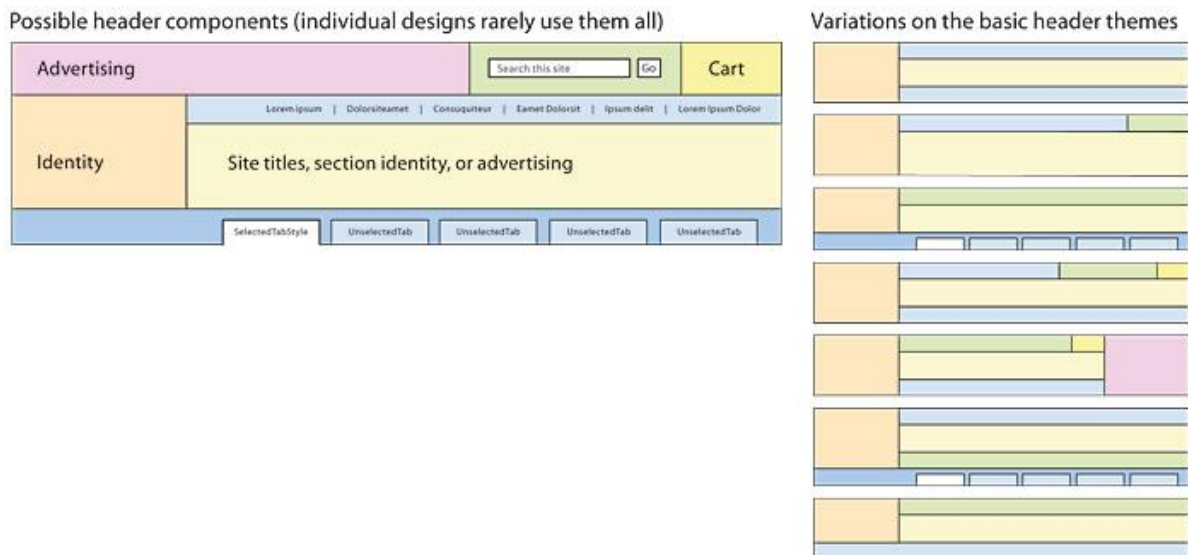 Possible header components (individual designs rarely use them all)
Variations on the basic header themes
Advertising
Search this site
Go
Cart
Lorem ipsum | Dolorsiteamet | Consuquiteur | Eamet Dolorsit | Ipsum delit | Lorem Ipsum Dolor
Identity
Site titles, section identity, or advertising
SelectedTabStyle
UnselectedTab
UnselectedTab
UnselectedTab
UnselectedTab